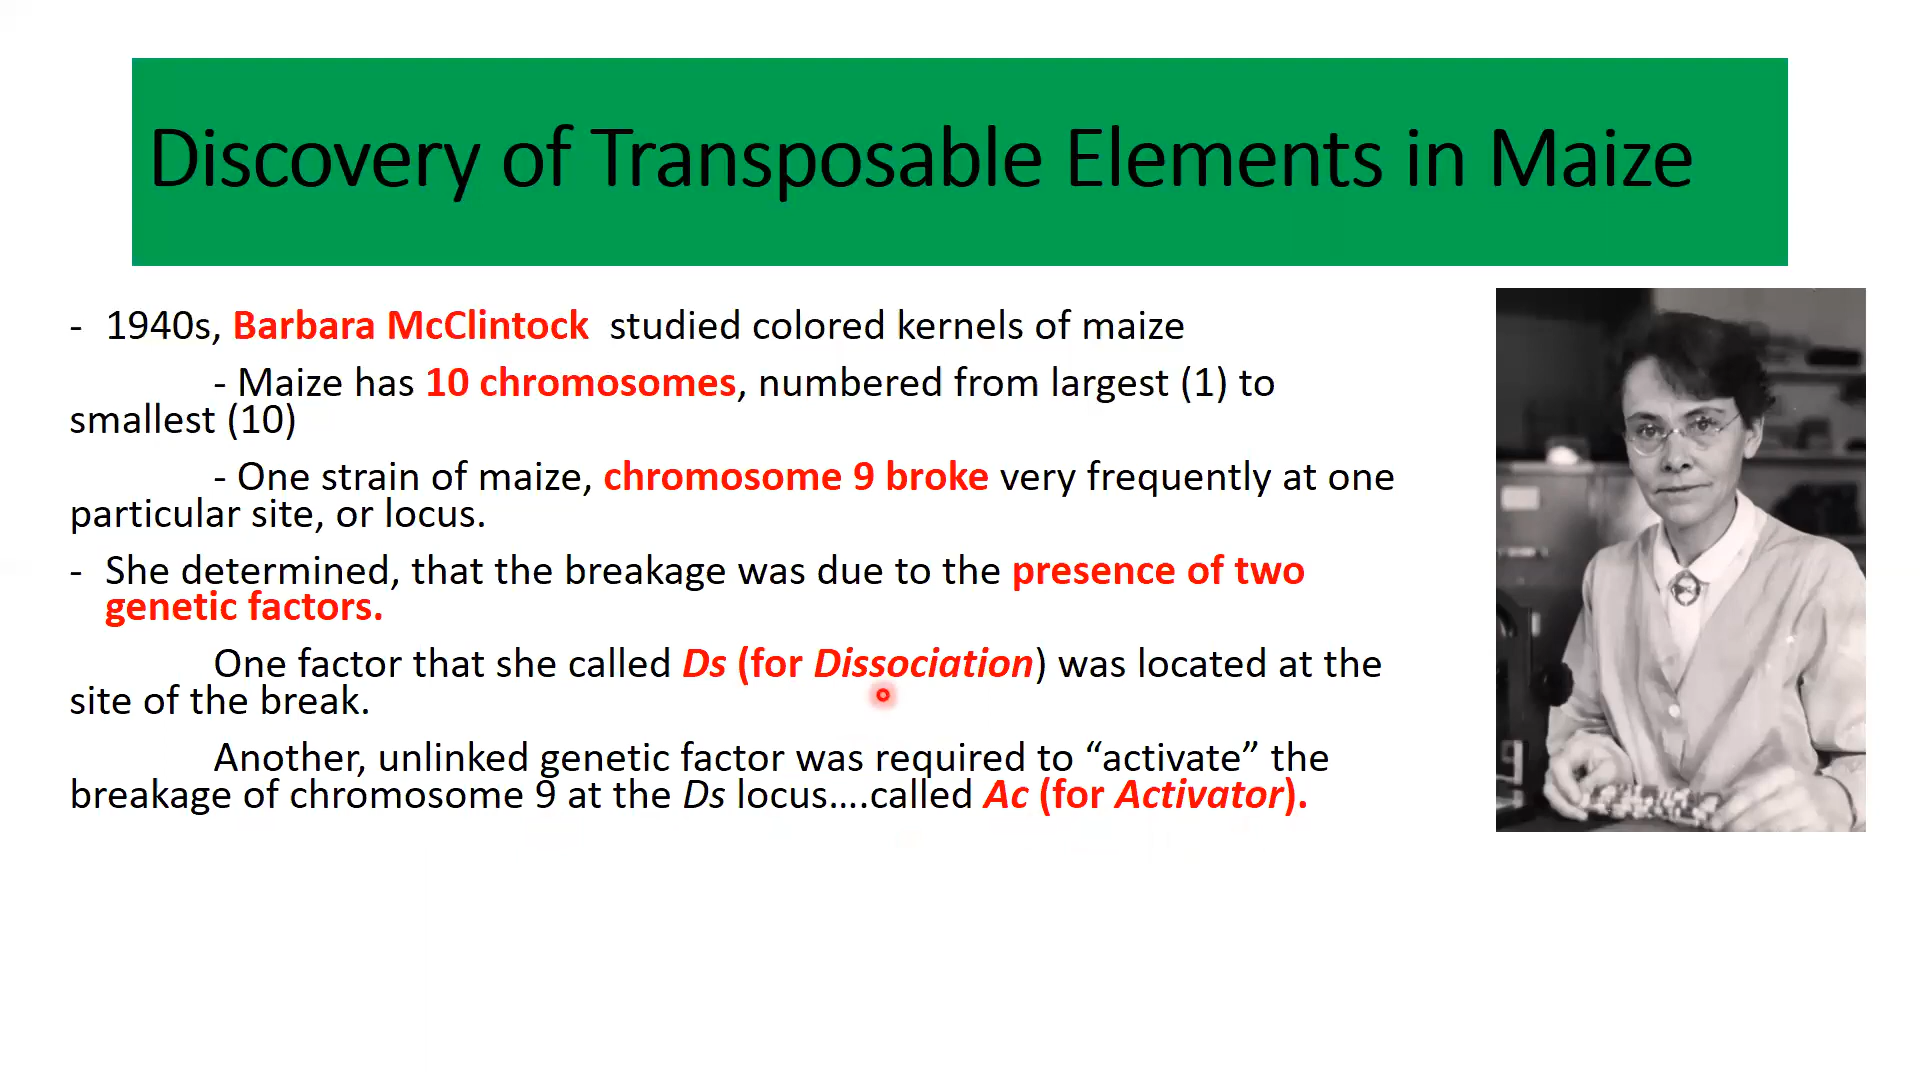 Discovery of Transposable Elements in Maize
- 1940s, Barbara McClintock studied colored kernels of maize
- Maize has 10 chromosomes, numbered from largest (1) to
smallest (10)
- One strain of maize, chromosome 9 broke very frequently at one
particular site, or locus.
- She determined, that the breakage was due to the presence of two
genetic factors.
One factor that she called Ds (for Dissociation) was located at the
site of the break.
Another, unlinked genetic factor was required to “activate” the
breakage of chromosome 9 at the Ds locus….called Ac (for Activator).